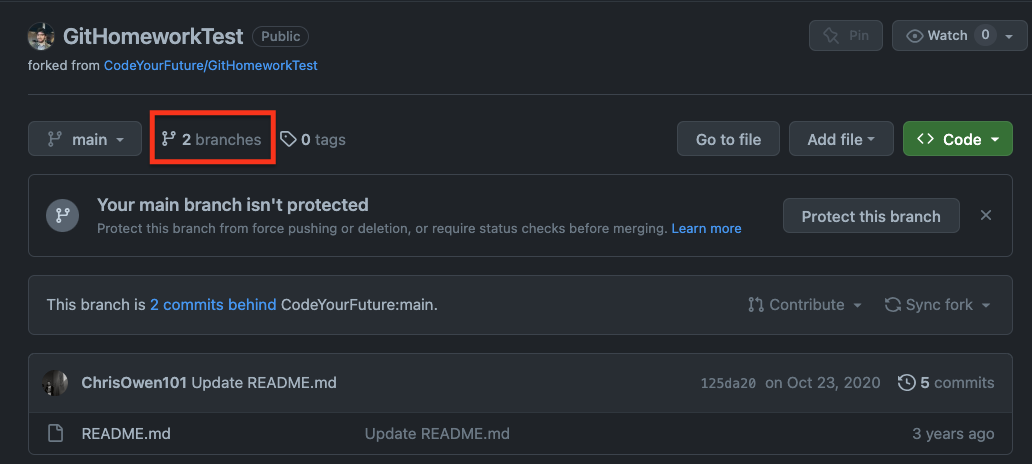 GitHomeworkTest Public Pin Watch 0
forked from CodeYourFuture/GitHomeworkTest
main 2 branches 0 tags Go to file Add file <> Code
Your main branch isn't protected
Protect this branch from force pushing or deletion, or require status checks before merging. Learn more
Protect this branch
This branch is 2 commits behind CodeYourFuture:main. Contribute Sync fork
ChrisOwen101 Update README.md 125da20 on Oct 23, 2020 5 commits
README.md Update README.md 3 years ago